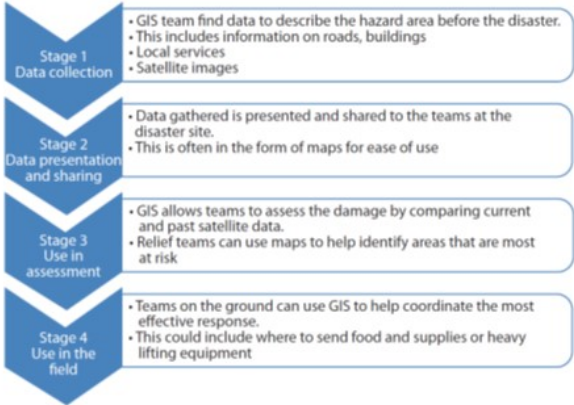 Stage 1
Data collection
• GIS team find data to describe the hazard area before the disaster.
• This includes information on roads, buildings
• Local services
• Satellite images
Stage 2
Data presentation
and sharing
• Data gathered is presented and shared to the teams at the
disaster site.
• This is often in the form of maps for ease of use
Stage 3
Use in
assessment
• GIS allows teams to assess the damage by comparing current
and past satellite data.
• Relief teams can use maps to help identify areas that are most
at risk
Stage 4
Use in the
field
• Teams on the ground can use GIS to help coordinate the most
effective response.
• This could include where to send food and supplies or heavy
lifting equipment